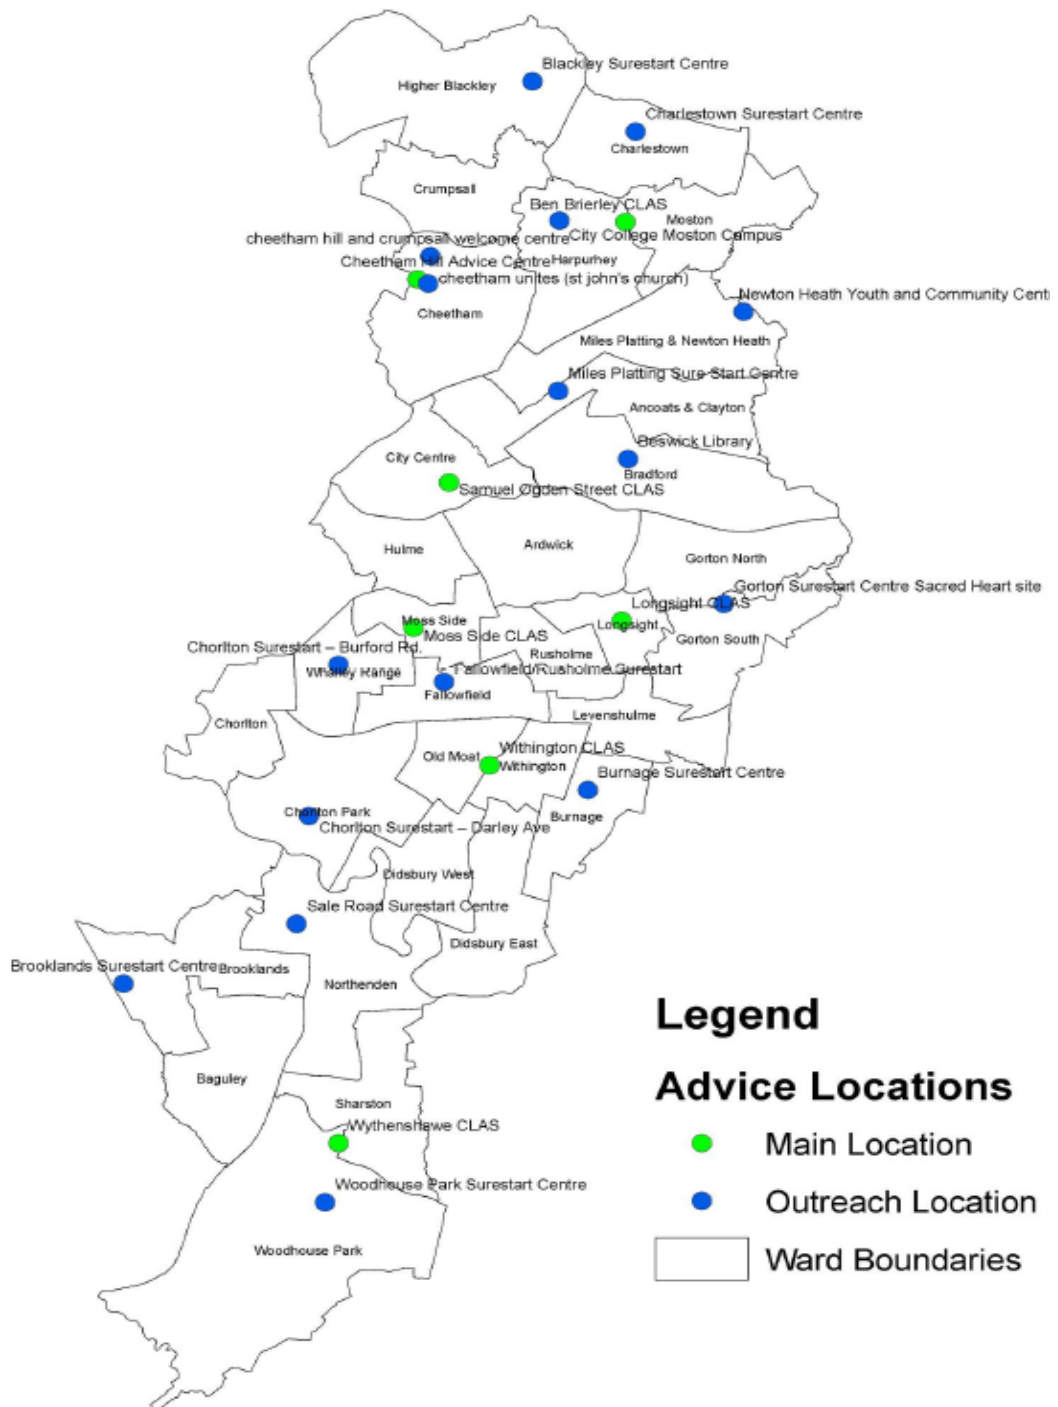 Blackley Surestart Centre
Higher Blackley
Charlestown Surestart Centre
Charlestown
Crumpsall
Ben Brierley CLAS
Moston
City College Moston Campus
cheetham hill and crumpsall welcome centre
Harpurhey
Cheetham Hill Advice Centre
cheetham unites (st john's church)
Newton Heath Youth and Community Cent
Cheetham
Miles Platting & Newton Heath
Miles Platting Sure Start Centre
Ancoats & Clayton
Beswick Library
City Centre
Bradford
Samuel Ogden Street CLAS
Ardwick
Hulme
Gorton North
Gorton Surestart Centre Sacred Heart site
Longsight CLAS
Moss Side
Longsight
Moss Side CLAS
Gorton South
Chorlton Surestart – Burford Rd.
Rusholme
Fallowfield/Rusholme Surestart
Whalley Range
Fallowfield
Levenshulme
Chorlton
Withington CLAS
Old Moat
Withington
Burnage Surestart Centre
Chorlton Park
Burnage
Chorlton Surestart – Darley Ave
Didsbury West
Sale Road Surestart Centre
Didsbury East
Brooklands Surestart Centre
Brooklands
Northenden
Legend
Baguley
Advice Locations
Sharston
Wythenshawe CLAS
Main Location
Woodhouse Park Surestart Centre
Outreach Location
Woodhouse Park
Ward Boundaries